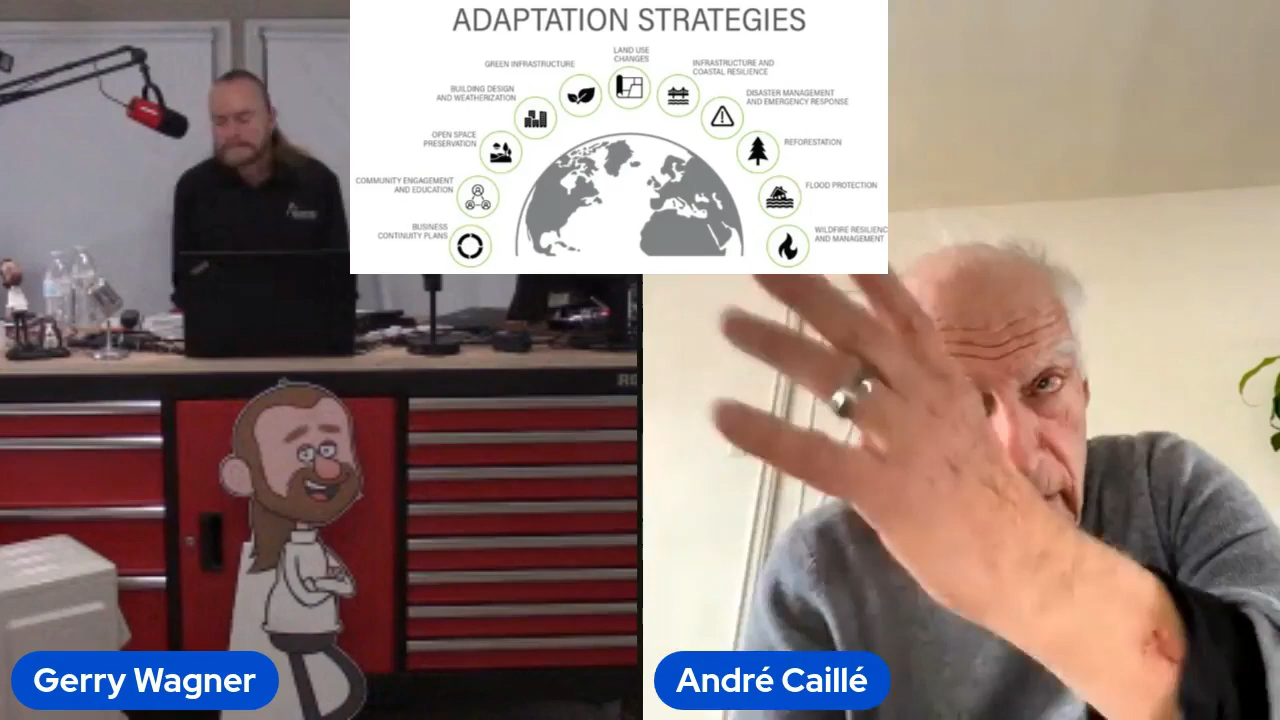 ADAPTATION STRATEGIES
LAND USE
CHANGES
GREEN INFRASTRUCTURE
INFRASTRUCTURE AND
COASTAL RESILIENCE
BUILDING DESIGN
AND WEATHERIZATION
DISASTER MANAGEMENT
AND EMERGENCY RESPONSE
OPEN SPACE
PRESERVATION
REFORESTATION
COMMUNITY ENGAGEMENT
AND EDUCATION
FLOOD PROTECTION
BUSINESS
CONTINUITY PLANS
WILDFIRE RESILIENC
AND MANAGEMENT
Gerry Wagner
André Caillé